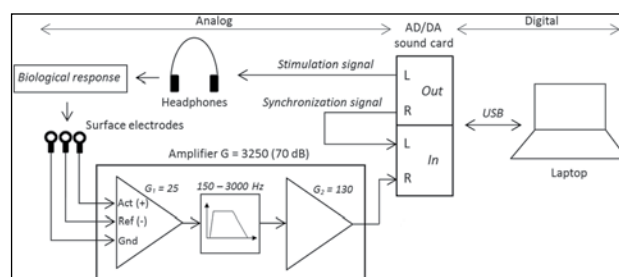 Analog
AD/DA
sound card
Digital
Stimulation signal
L
Out
Biological response
Headphones
Synchronization signal
R
USB
Surface electrodes
L
In
Amplifier G = 3250 (70 dB)
R
Laptop
G₁ = 25
150 – 3000 Hz
G₂ = 130
Act (+)
Ref (-)
Gnd